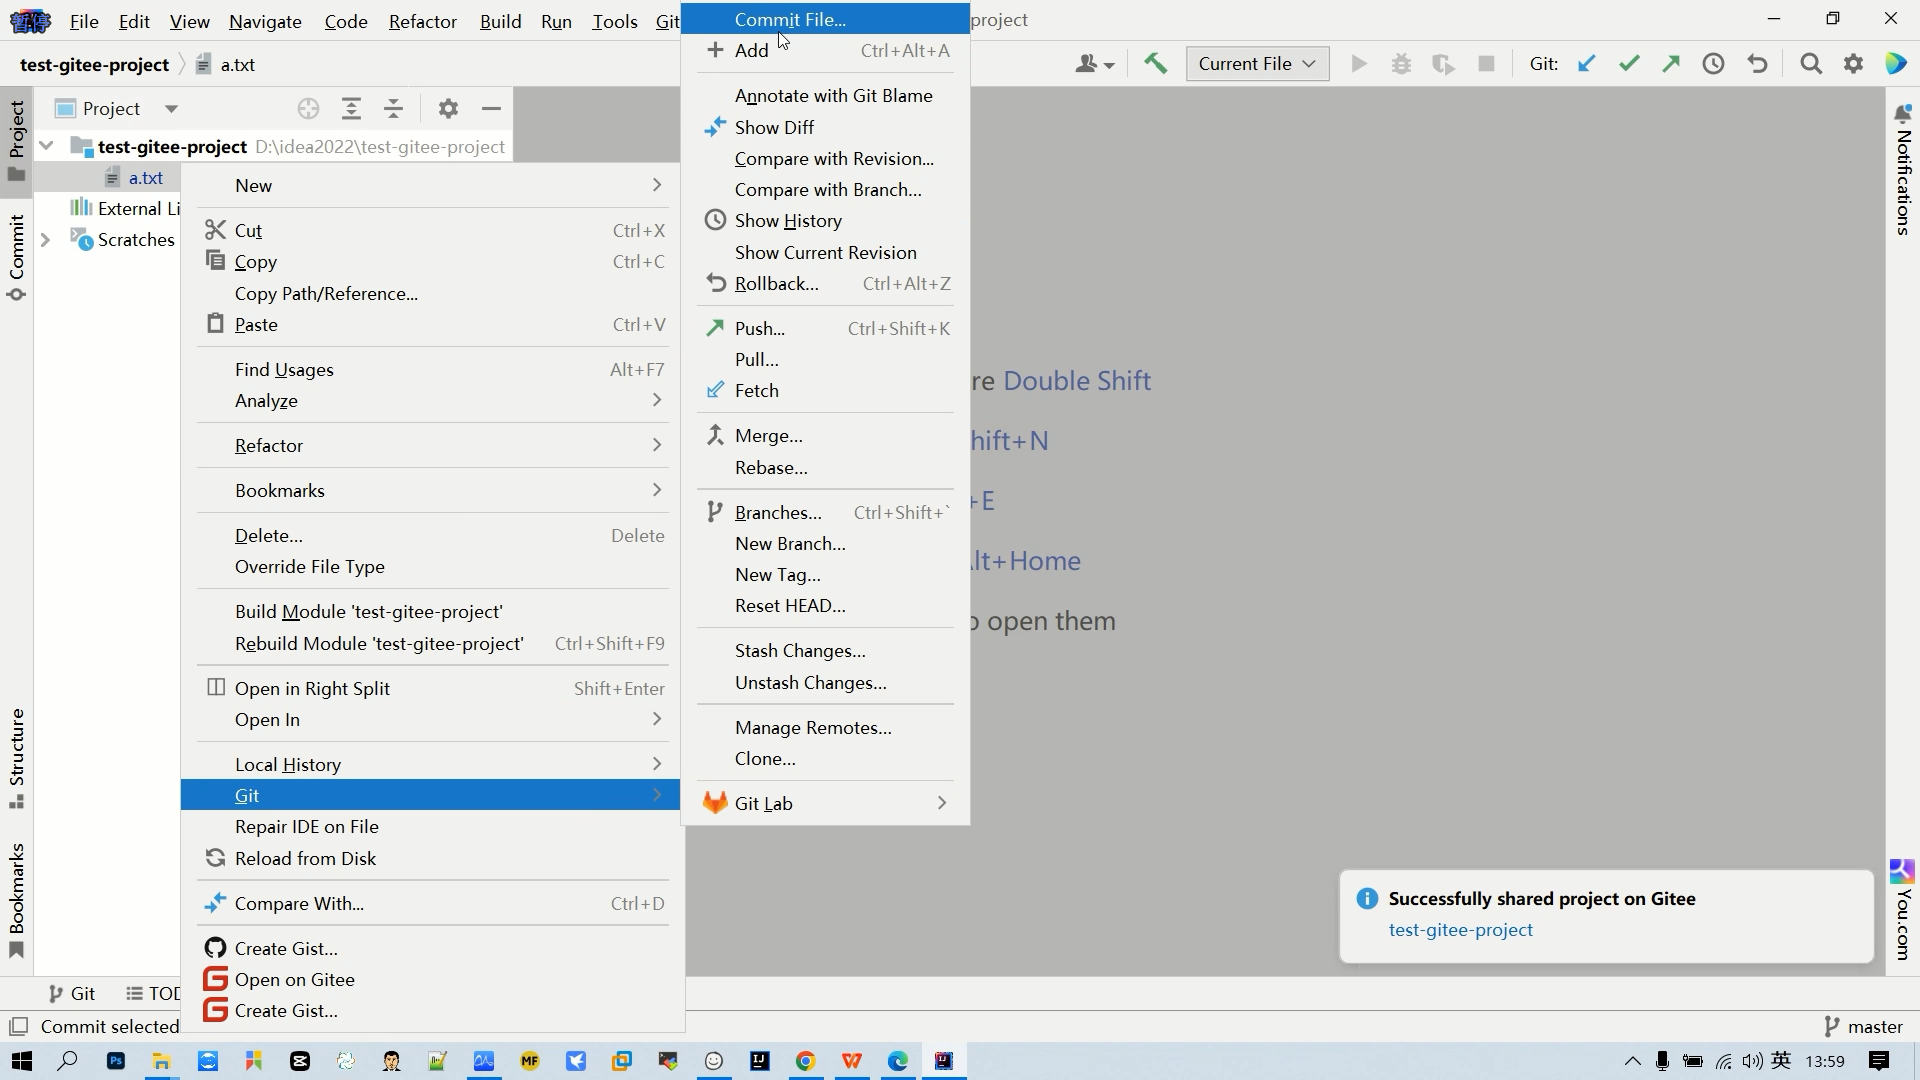 暂停
File Edit View Navigate Code Refactor Build Run Tools Git project
test-gitee-project a.txt
Current File Git:
Project
test-gitee-project D:\idea2022\test-gitee-project
a.txt
External Li
Scratches
Project
Commit
Structure
Bookmarks
New
Cut Ctrl+X
Copy Ctrl+C
Copy Path/Reference...
Paste Ctrl+V
Find Usages Alt+F7
Analyze
Refactor
Bookmarks
Delete... Delete
Override File Type
Build Module 'test-gitee-project'
Rebuild Module 'test-gitee-project' Ctrl+Shift+F9
Open in Right Split Shift+Enter
Open In
Local History
Git
Repair IDE on File
Reload from Disk
Compare With... Ctrl+D
Create Gist...
Open on Gitee
Create Gist...
Commit File...
Add Ctrl+Alt+A
Annotate with Git Blame
Show Diff
Compare with Revision...
Compare with Branch...
Show History
Show Current Revision
Rollback... Ctrl+Alt+Z
Push... Ctrl+Shift+K
Pull...
Fetch
Merge...
Rebase...
Branches... Ctrl+Shift+`
New Branch...
New Tag...
Reset HEAD...
Stash Changes...
Unstash Changes...
Manage Remotes...
Clone...
Git Lab
re Double Shift
hift+N
+E
lt+Home
o open them
Notifications
You.com
Successfully shared project on Gitee
test-gitee-project
Git TOD
Commit selected
master
Ps MF IJ IJ 英 13:59